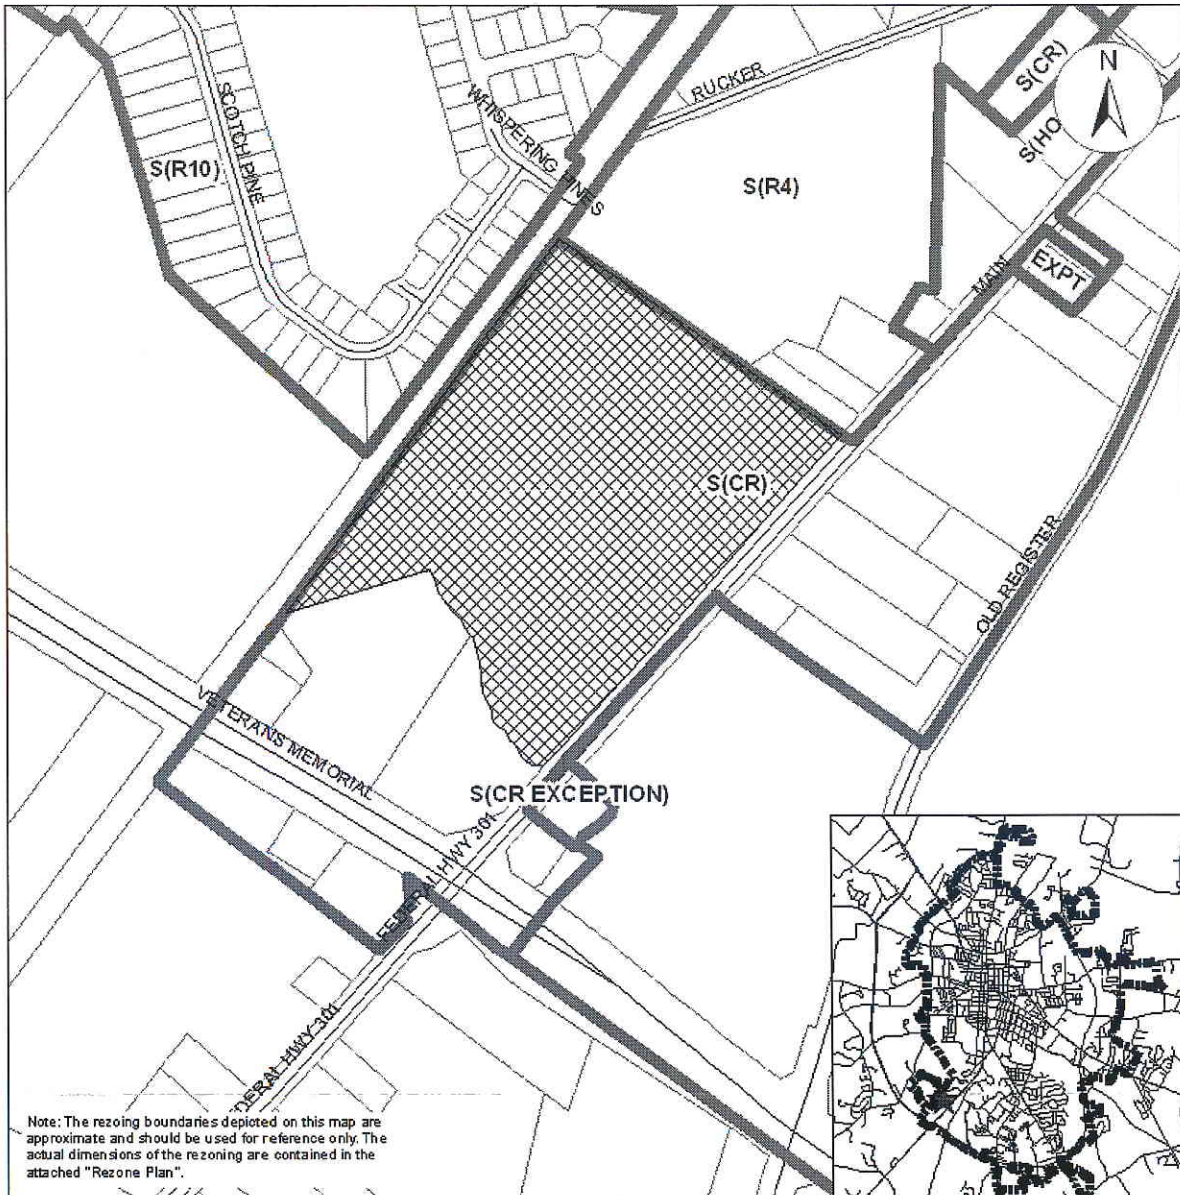 N
S(CR)
S(HO
RUCKER
WHISPERING PINES
SCOTCH PINE
S(R10)
S(R4)
MAIN
EXPT
S(CR)
OLD REGISTER
VETERANS MEMORIAL
S(CR EXCEPTION)
FEDERAL HWY 301
DERAL HWY 301
Note: The rezoing boundaries depicted on this map are
approximate and should be used for reference only. The
actual dimensions of the rezoning are contained in the
attached "Rezone Plan".